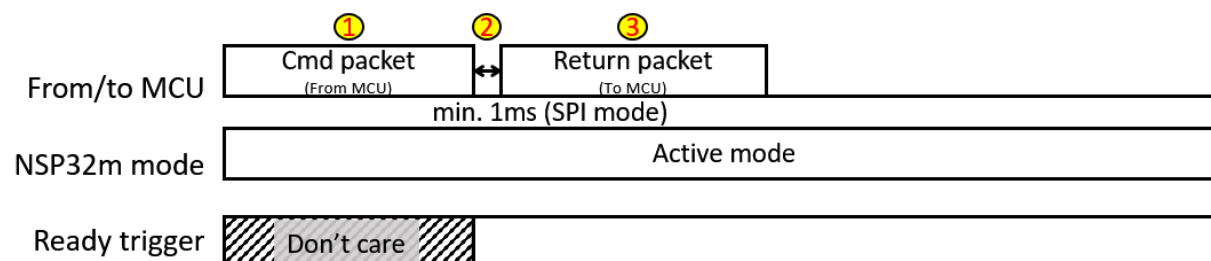 1 2 3
Cmd packet Return packet
From/to MCU (From MCU) (To MCU)
min. 1ms (SPI mode)
NSP32m mode Active mode
Ready trigger Don't care